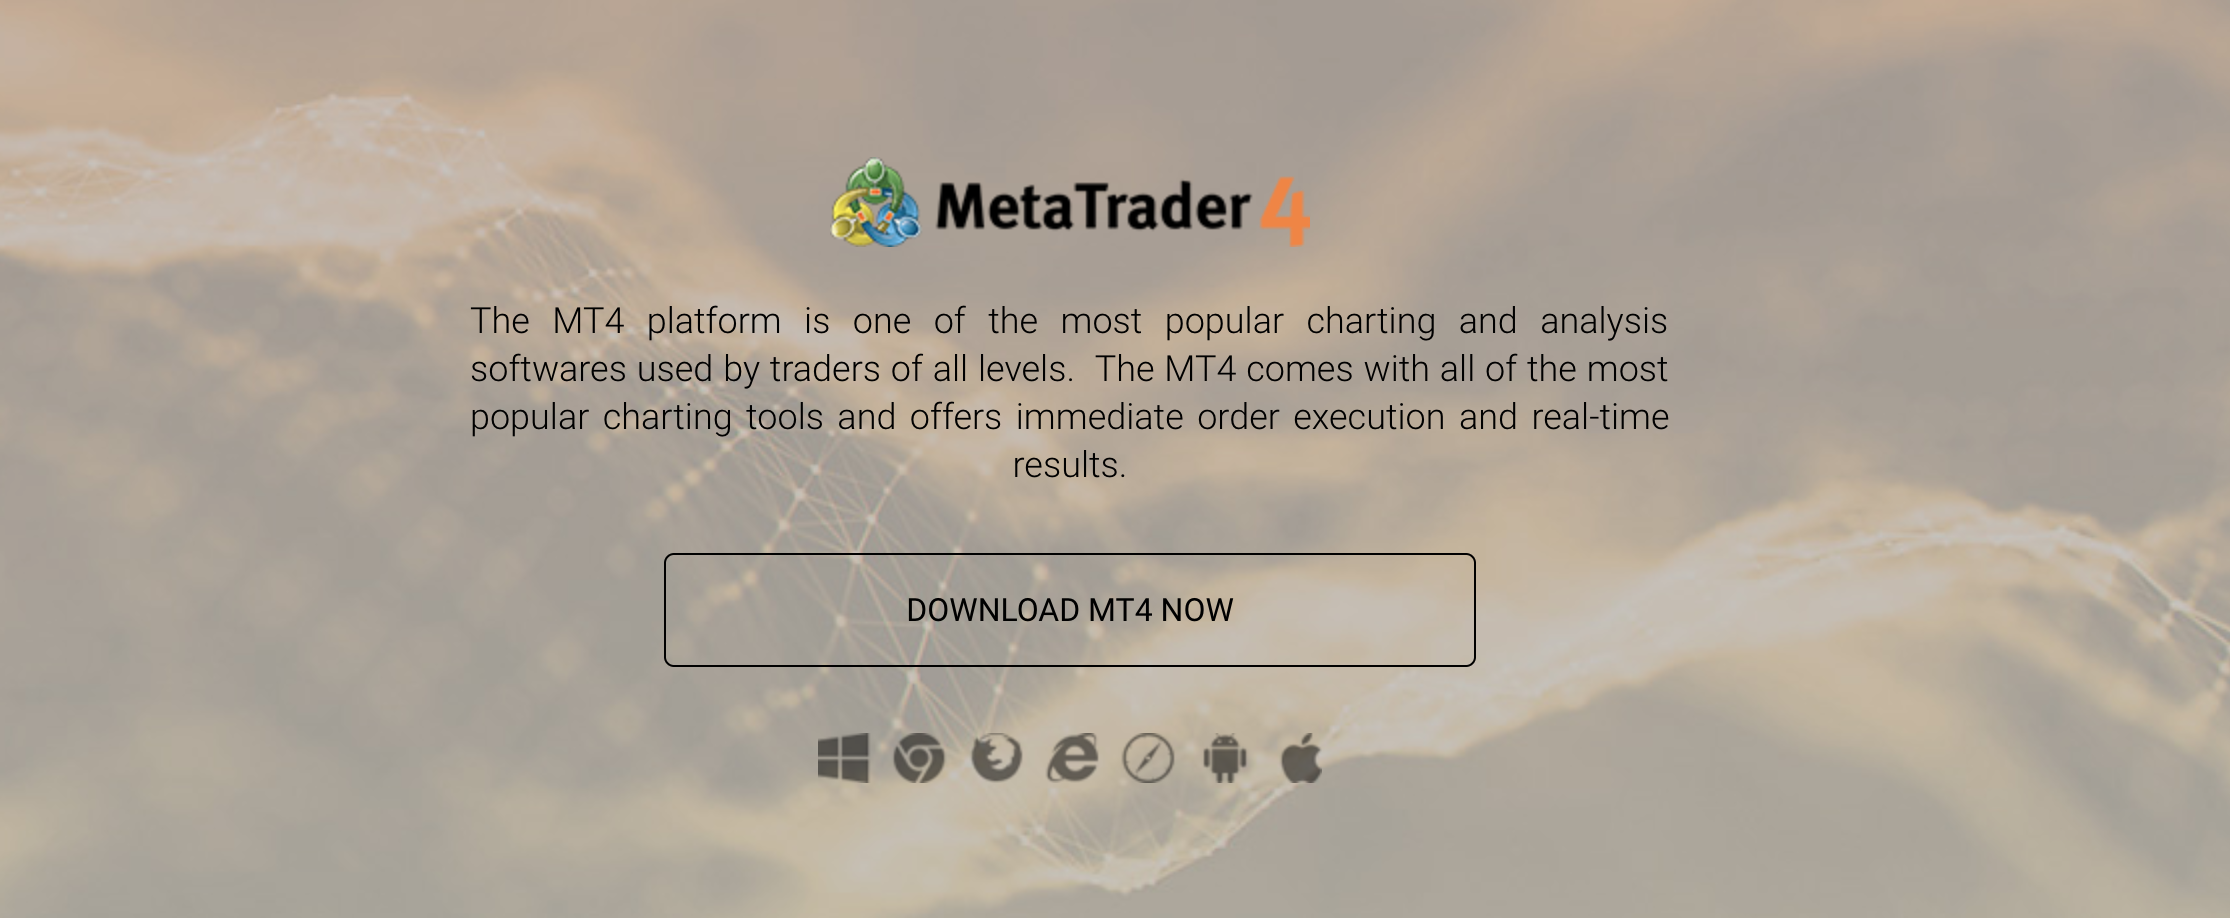 MetaTrader 4
The MT4 platform is one of the most popular charting and analysis
softwares used by traders of all levels.  The MT4 comes with all of the most
popular charting tools and offers immediate order execution and real-time
results.
DOWNLOAD MT4 NOW